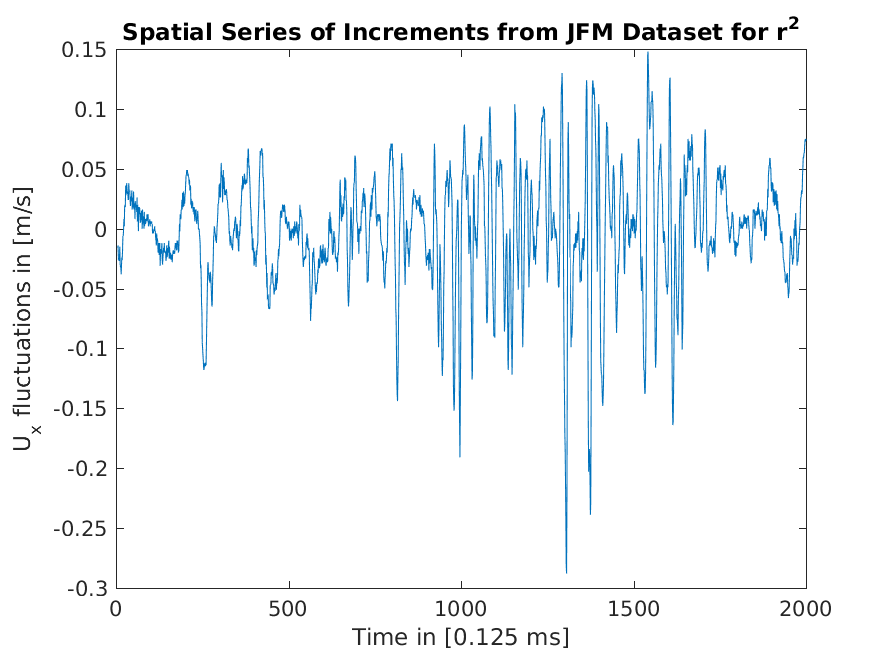 Spatial Series of Increments from JFM Dataset for r²
0.15
0.1
0.05
0
-0.05
-0.1
-0.15
-0.2
-0.25
-0.3
Uₓ fluctuations in [m/s]
0 500 1000 1500 2000
Time in [0.125 ms]